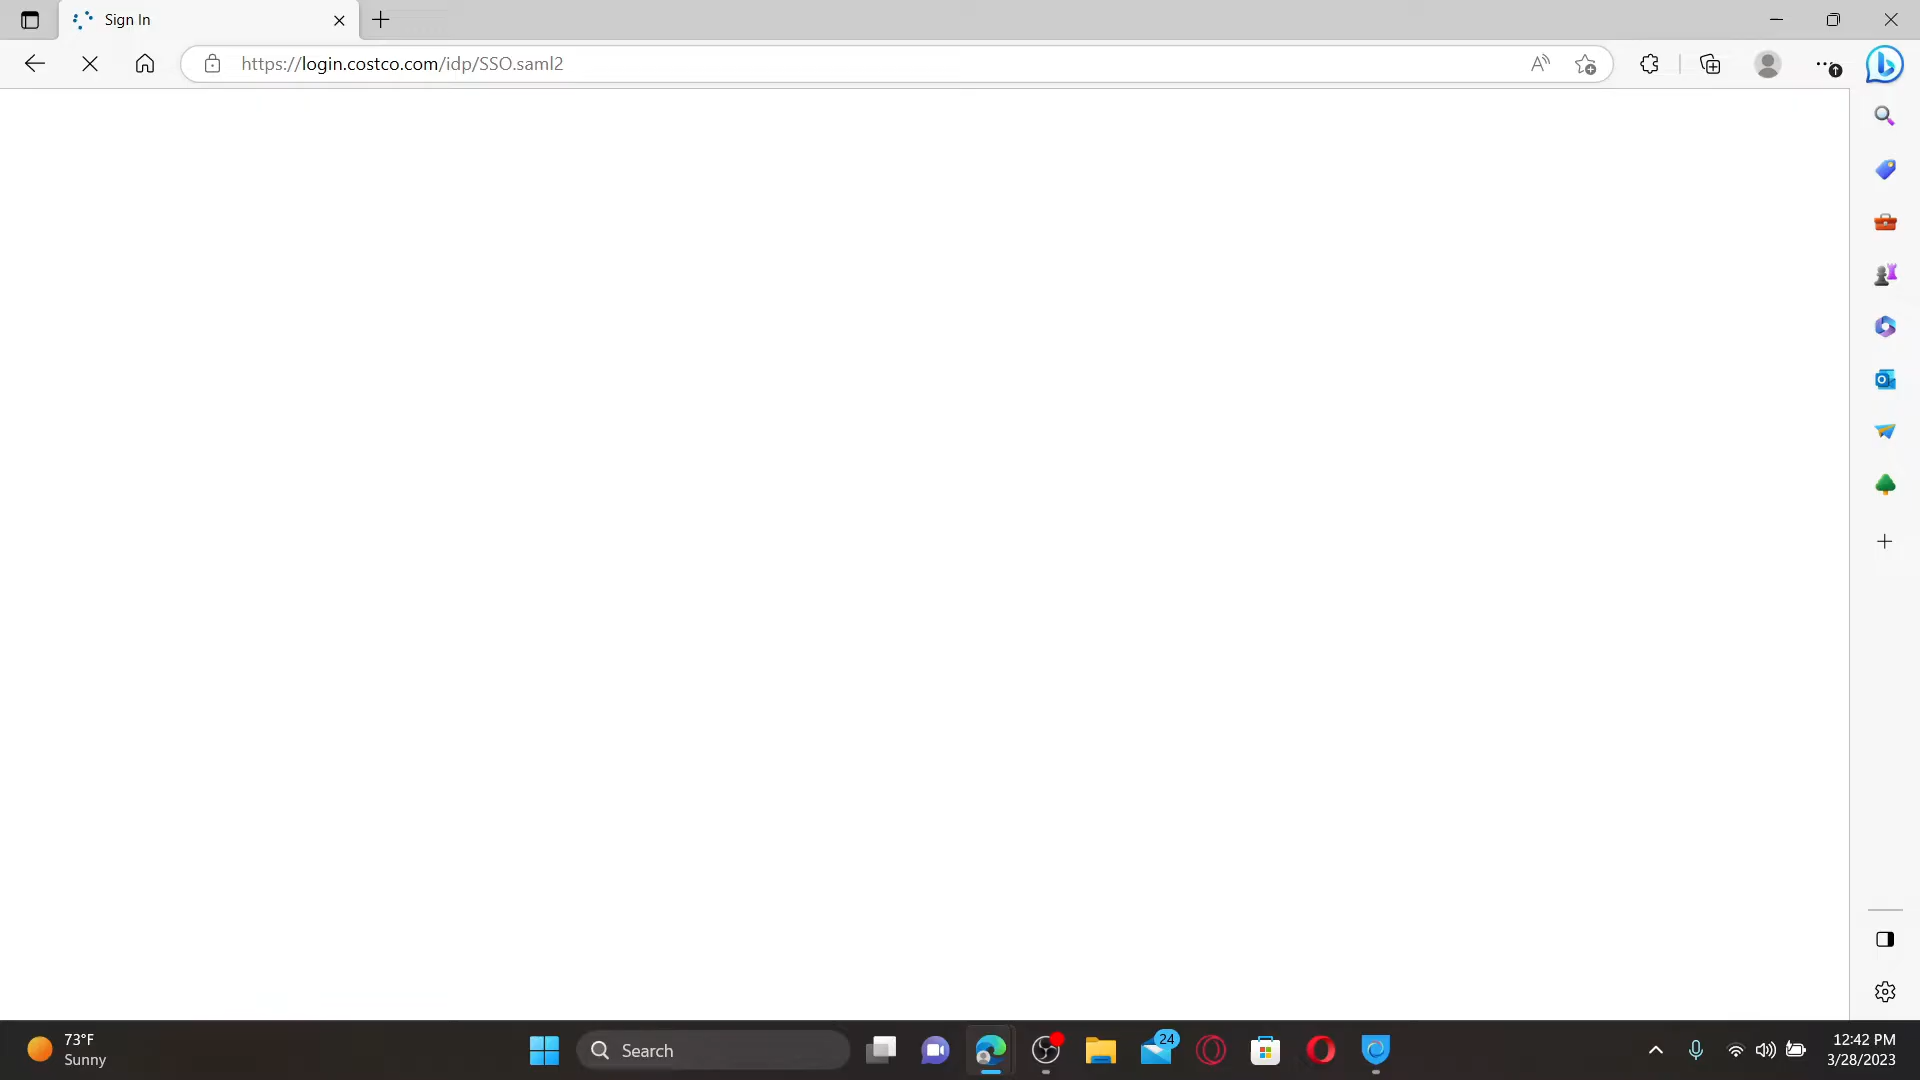 Sign In
https://login.costco.com/idp/SSO.saml2
73°F
Sunny
Search
24
12:42 PM
3/28/2023